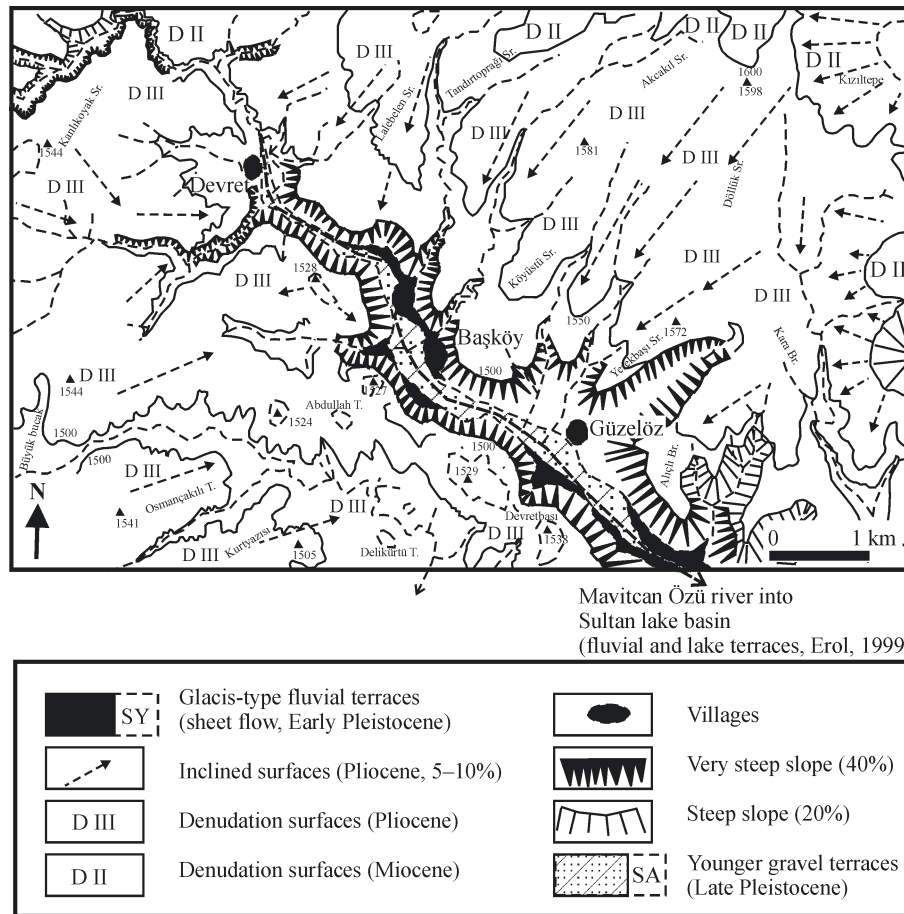 D II
D II
D II
D II
D III
Tandırtoprağı Sr.
Akcakıl Sr.
1600
1598
Kızıltepe
Kanlıkoyak Sr.
D III
Lalebelen Sr.
D III
D III
1544
1581
D III
D III
Devret
D III
Döllük Sr.
D III
Köyüstü Sr.
D III
1528
D III
D III
D II
1550
1572
Başköy
Yelekbaşı Sr.
Kara Br.
1500
D III
1544
1527
Abdullah T.
1524
Büyük bucak
1500
1500
Güzelöz
1500
D III
Alıçlı Br.
1529
Osmançakılı T.
D III
N
1541
Devretbaşı
Kurtyazısı
D III
1538
D III
1505
Delikürtü T.
0
1 km
Mavitcan Özü river into
Sultan lake basin
(fluvial and lake terraces, Erol, 1999)
SY
Glacis-type fluvial terraces
(sheet flow, Early Pleistocene)
Villages
Inclined surfaces (Pliocene, 5–10%)
Very steep slope (40%)
D III
Denudation surfaces (Pliocene)
Steep slope (20%)
D II
Denudation surfaces (Miocene)
SA
Younger gravel terraces
(Late Pleistocene)